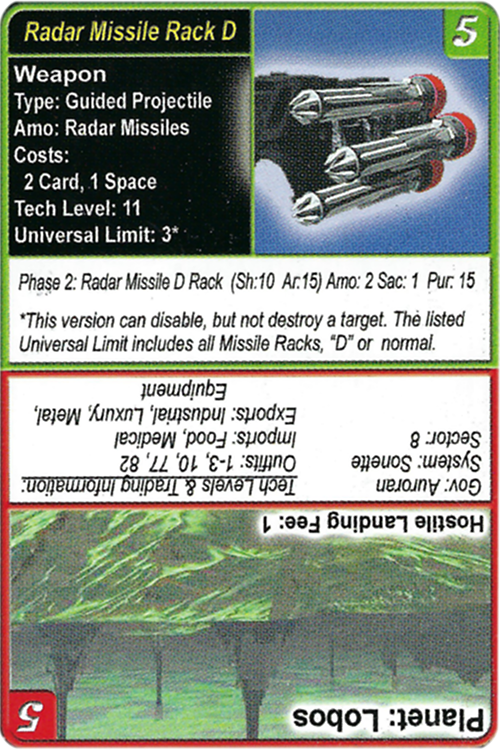 Radar Missile Rack D
5
Weapon
Type: Guided Projectile
Amo: Radar Missiles
Costs:
2 Card, 1 Space
Tech Level: 11
Universal Limit: 3*
Phase 2: Radar Missile D Rack (Sh:10 Ar:15) Amo: 2 Sac: 1 Pur: 15
*This version can disable, but not destroy a target. The listed
Universal Limit includes all Missile Racks, "D" or normal.
Planet: Lobos
5
Hostile Landing Fee: 1
Gov: Auroran
System: Sonette
Sector: 8
Tech Levels & Trading Information:
Outfits: 1-3, 10, 77, 82
Imports: Food, Medical
Exports: Industrial, Luxury, Metal,
Equipment